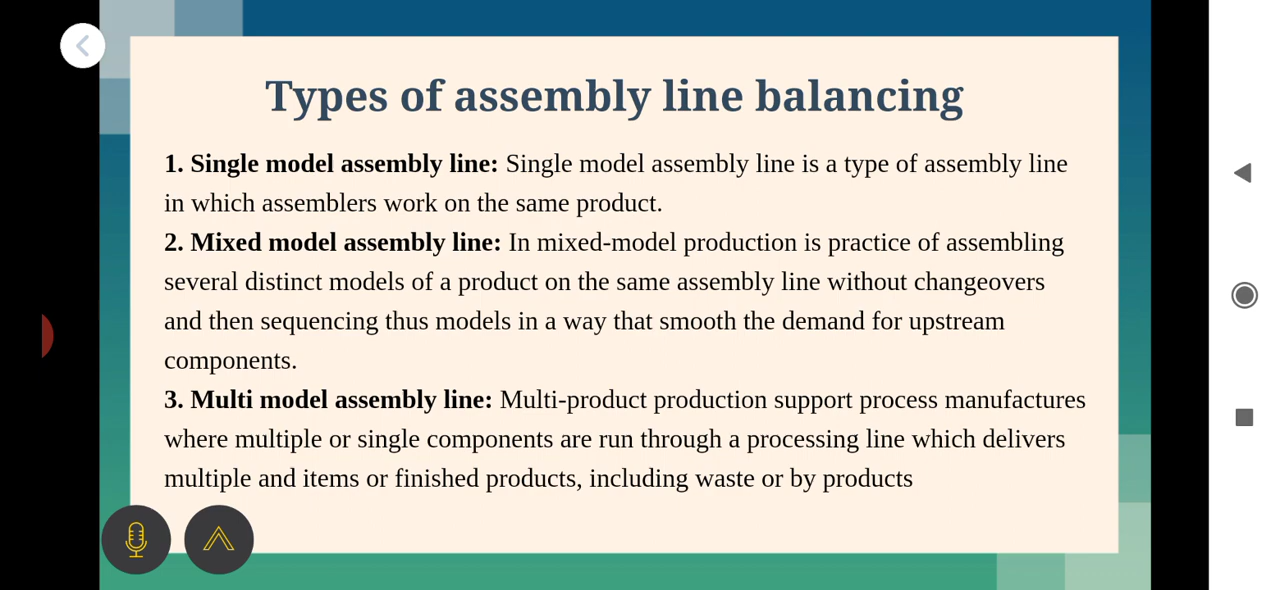 Types of assembly line balancing
1. Single model assembly line: Single model assembly line is a type of assembly line
in which assemblers work on the same product.
2. Mixed model assembly line: In mixed-model production is practice of assembling
several distinct models of a product on the same assembly line without changeovers
and then sequencing thus models in a way that smooth the demand for upstream
components.
3. Multi model assembly line: Multi-product production support process manufactures
where multiple or single components are run through a processing line which delivers
multiple and items or finished products, including waste or by products